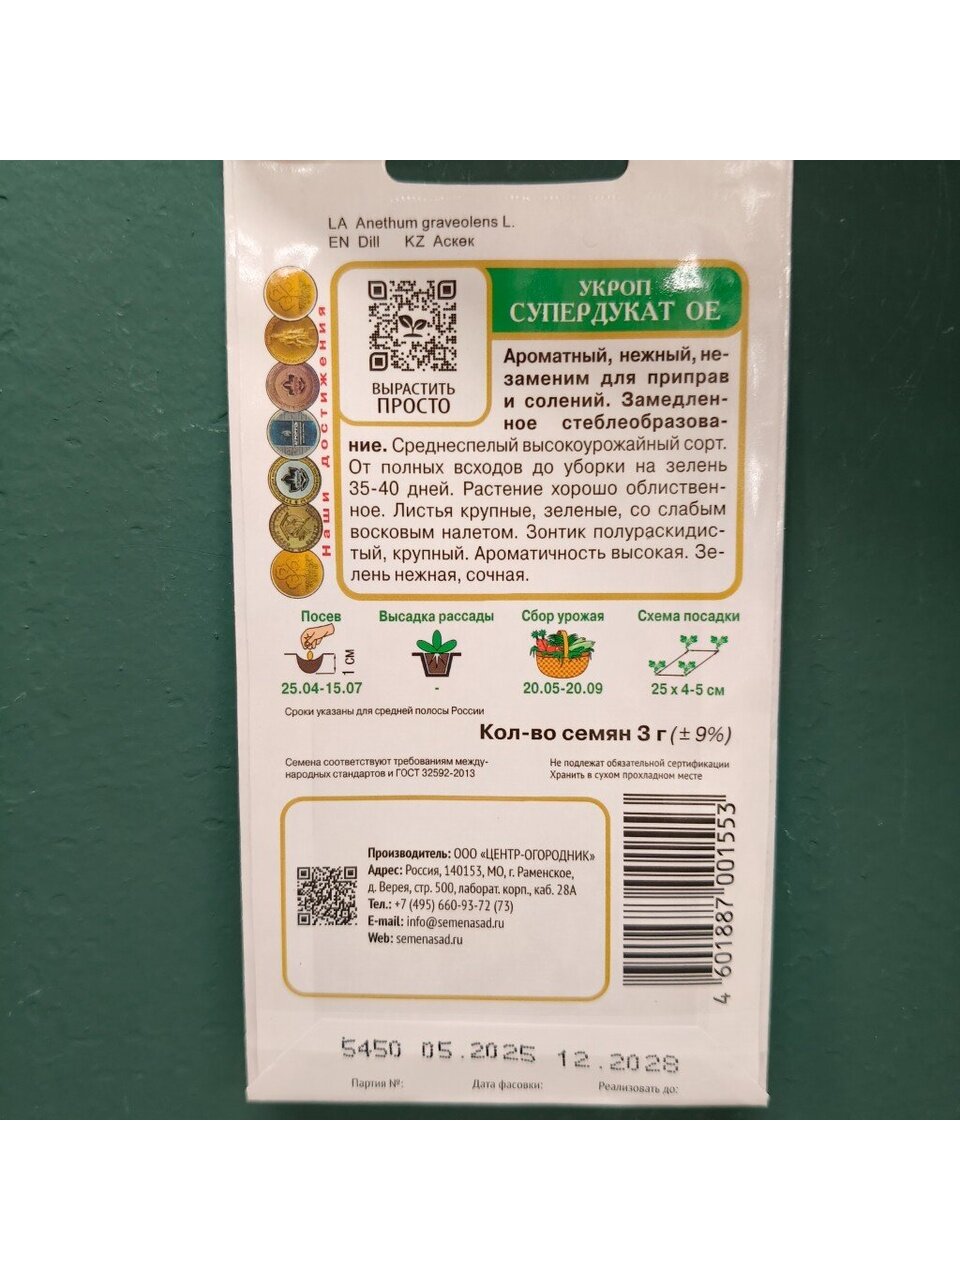 LA Anethum graveolens L.
EN Dill KZ Аскөк
Наши достижения
ВЫРАСТИТЬ
ПРОСТО
УКРОП
СУПЕРДУКАТ ОЕ
Ароматный, нежный, не-
заменим для приправ
и солений. Замедлен-
ное стеблеобразова-
ние. Среднеспелый высокоурожайный сорт.
От полных всходов до уборки на зелень
35-40 дней. Растение хорошо облиствен-
ное. Листья крупные, зеленые, со слабым
восковым налетом. Зонтик полураскидис-
тый, крупный. Ароматичность высокая. Зе-
лень нежная, сочная.
Посев Высадка рассады Сбор урожая Схема посадки
1 см
25.04-15.07 - 20.05-20.09 25 х 4-5 см
Сроки указаны для средней полосы России
Кол-во семян 3 г (± 9%)
Семена соответствуют требованиям между-
народных стандартов и ГОСТ 32592-2013
Не подлежат обязательной сертификации
Хранить в сухом прохладном месте
Производитель: ООО «ЦЕНТР-ОГОРОДНИК»
Адрес: Россия, 140153, МО, г. Раменское,
д. Верея, стр. 500, лаборат. корп., каб. 28А
Тел.: +7 (495) 660-93-72 (73)
E-mail: info@semenasad.ru
Web: semenasad.ru
4 601887 001553
5450 05.2025 12.2028
Партия №: Дата фасовки: Реализовать до: